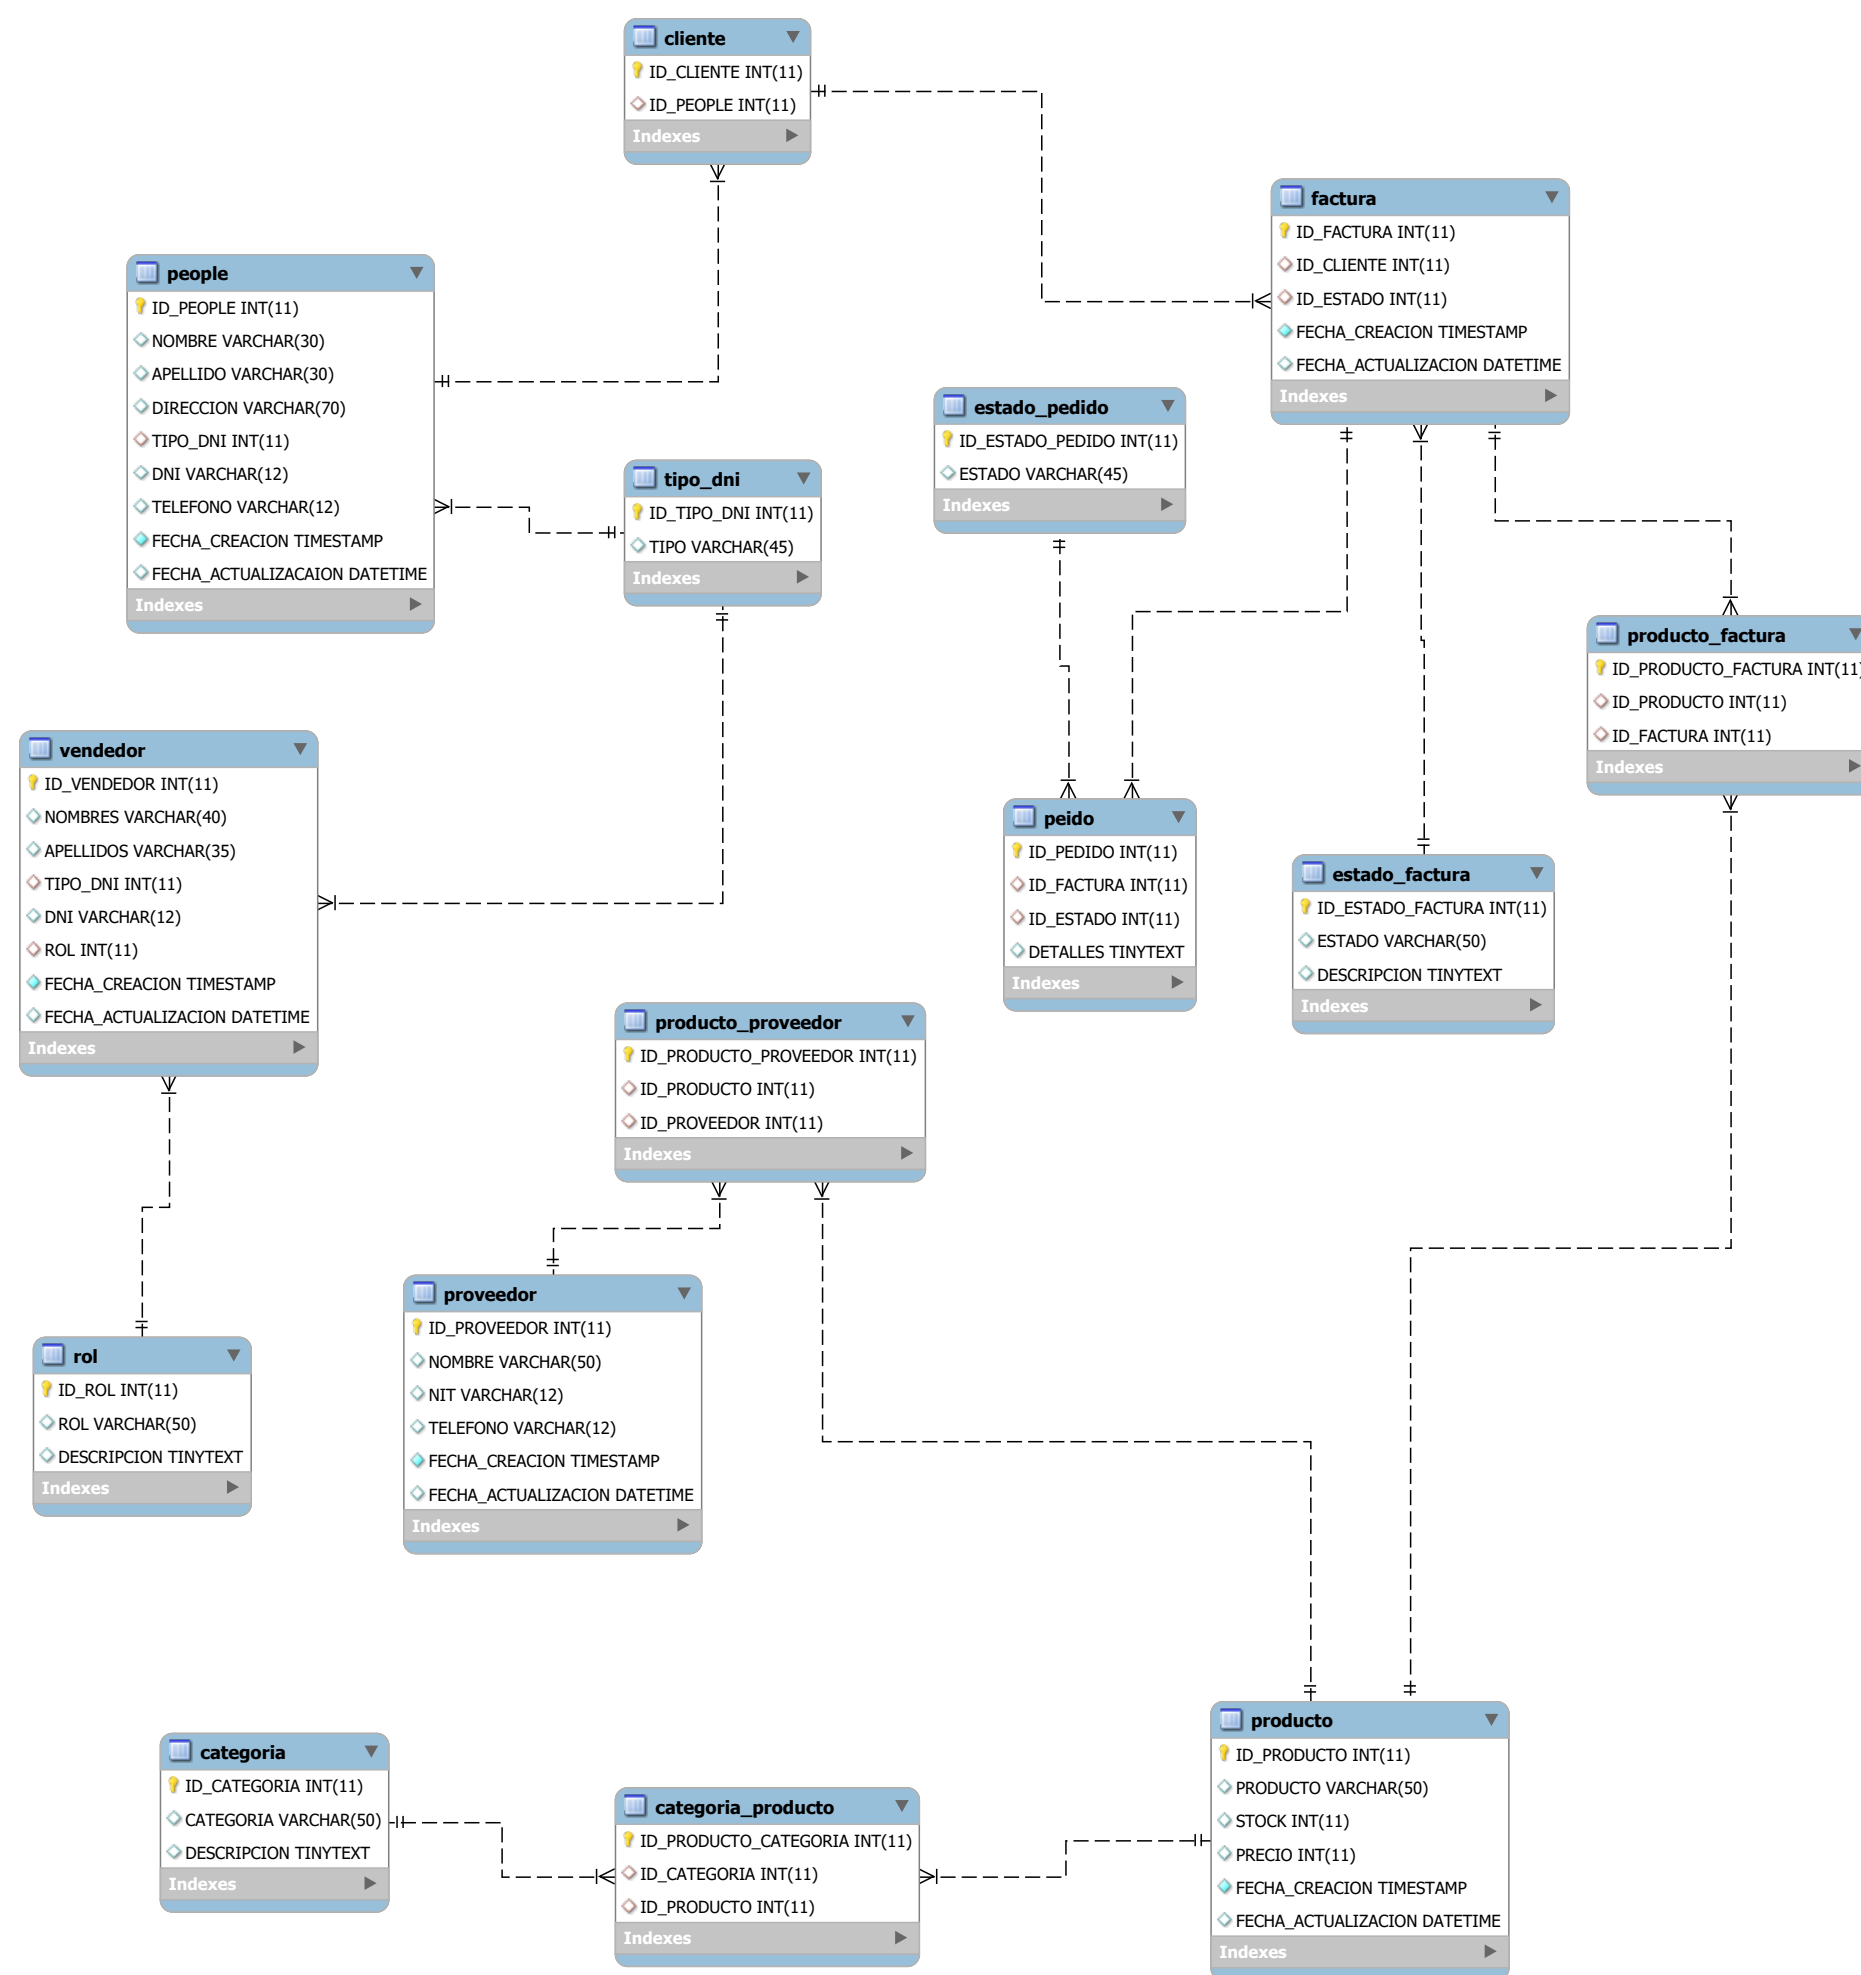 cliente
ID_CLIENTE INT(11)
ID_PEOPLE INT(11)
Indexes
factura
ID_FACTURA INT(11)
ID_CLIENTE INT(11)
ID_ESTADO INT(11)
FECHA_CREACION TIMESTAMP
FECHA_ACTUALIZACION DATETIME
Indexes
people
ID_PEOPLE INT(11)
NOMBRE VARCHAR(30)
APELLIDO VARCHAR(30)
DIRECCION VARCHAR(70)
TIPO_DNI INT(11)
DNI VARCHAR(12)
TELEFONO VARCHAR(12)
FECHA_CREACION TIMESTAMP
FECHA_ACTUALIZACAION DATETIME
Indexes
estado_pedido
ID_ESTADO_PEDIDO INT(11)
ESTADO VARCHAR(45)
Indexes
tipo_dni
ID_TIPO_DNI INT(11)
TIPO VARCHAR(45)
Indexes
producto_factura
ID_PRODUCTO_FACTURA INT(11)
ID_PRODUCTO INT(11)
ID_FACTURA INT(11)
Indexes
vendedor
ID_VENDEDOR INT(11)
NOMBRES VARCHAR(40)
APELLIDOS VARCHAR(35)
TIPO_DNI INT(11)
DNI VARCHAR(12)
ROL INT(11)
FECHA_CREACION TIMESTAMP
FECHA_ACTUALIZACION DATETIME
Indexes
peido
ID_PEDIDO INT(11)
ID_FACTURA INT(11)
ID_ESTADO INT(11)
DETALLES TINYTEXT
Indexes
estado_factura
ID_ESTADO_FACTURA INT(11)
ESTADO VARCHAR(50)
DESCRIPCION TINYTEXT
Indexes
producto_proveedor
ID_PRODUCTO_PROVEEDOR INT(11)
ID_PRODUCTO INT(11)
ID_PROVEEDOR INT(11)
Indexes
proveedor
ID_PROVEEDOR INT(11)
NOMBRE VARCHAR(50)
NIT VARCHAR(12)
TELEFONO VARCHAR(12)
FECHA_CREACION TIMESTAMP
FECHA_ACTUALIZACION DATETIME
Indexes
rol
ID_ROL INT(11)
ROL VARCHAR(50)
DESCRIPCION TINYTEXT
Indexes
producto
ID_PRODUCTO INT(11)
PRODUCTO VARCHAR(50)
STOCK INT(11)
PRECIO INT(11)
FECHA_CREACION TIMESTAMP
FECHA_ACTUALIZACION DATETIME
Indexes
categoria
ID_CATEGORIA INT(11)
CATEGORIA VARCHAR(50)
DESCRIPCION TINYTEXT
Indexes
categoria_producto
ID_PRODUCTO_CATEGORIA INT(11)
ID_CATEGORIA INT(11)
ID_PRODUCTO INT(11)
Indexes